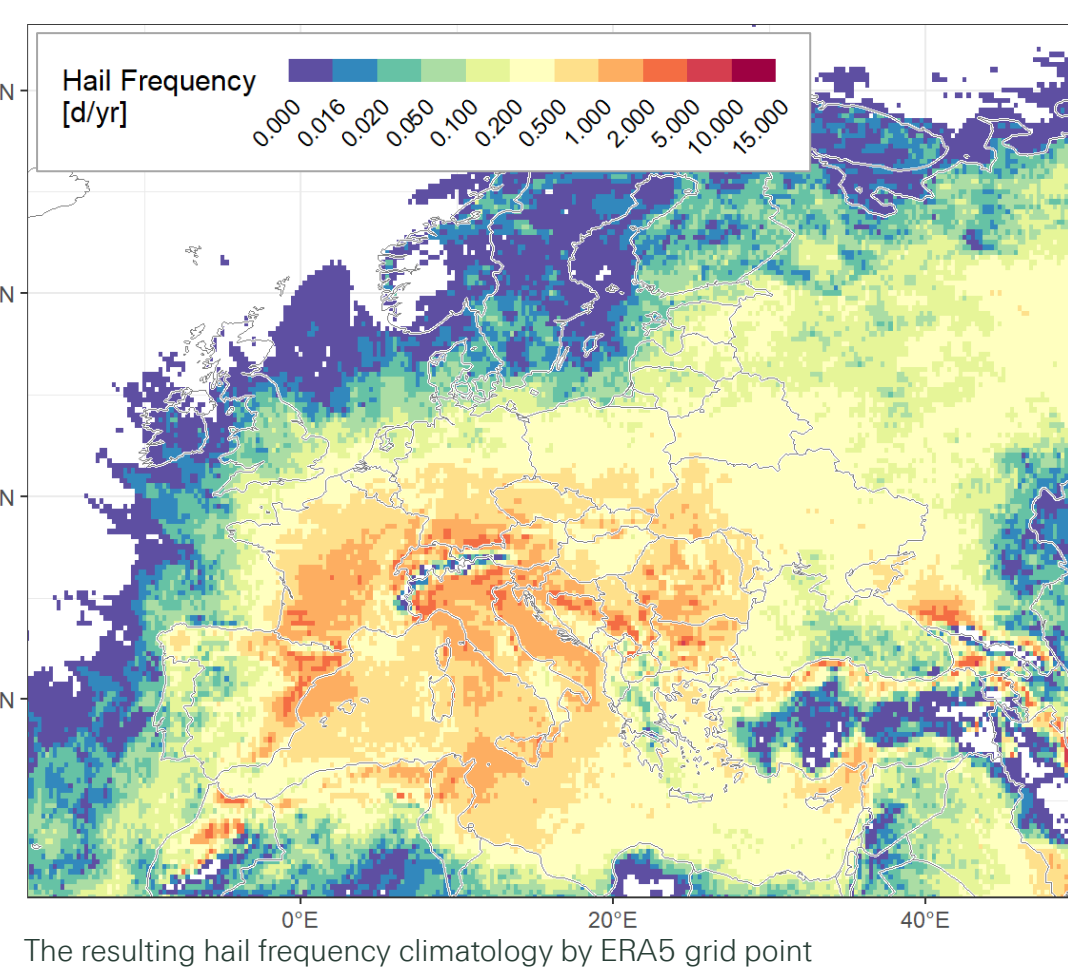 Hail Frequency
[d/yr]
0.000
0.016
0.020
0.050
0.100
0.200
0.500
1.000
2.000
5.000
10.000
15.000
N
N
N
N
0°E
20°E
40°E
The resulting hail frequency climatology by ERA5 grid point